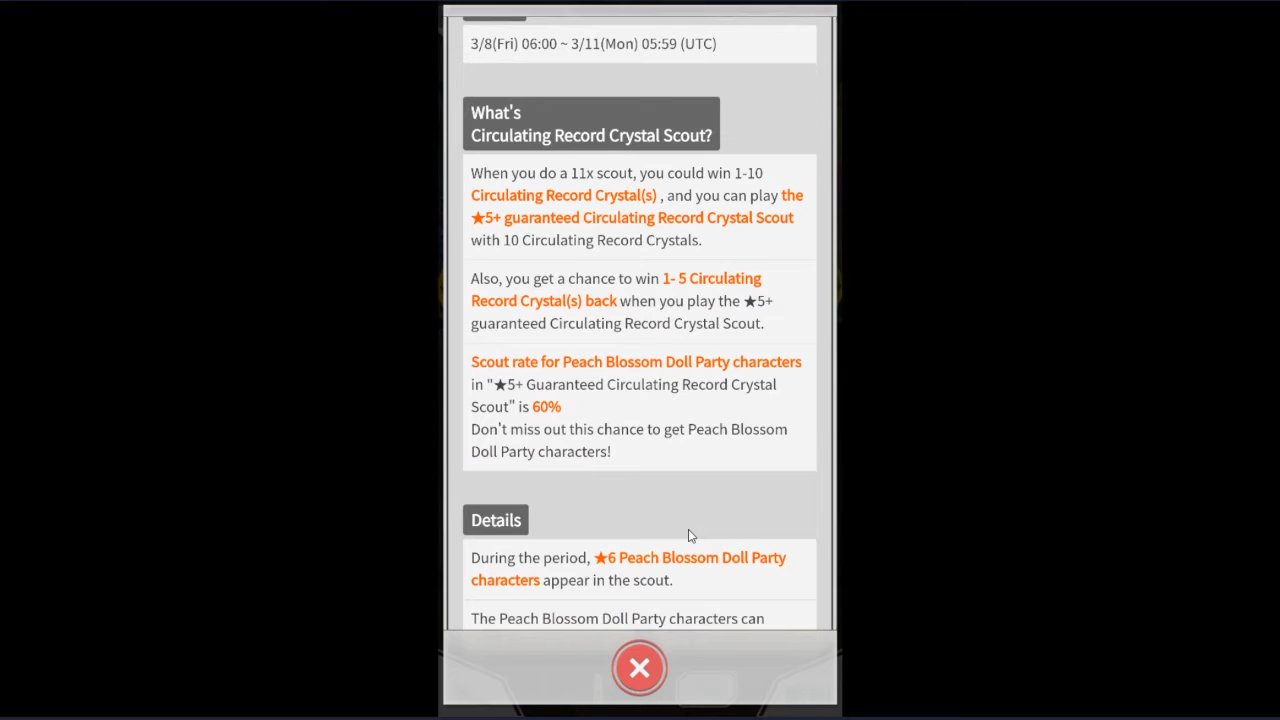 3/8(Fri) 06:00 ~ 3/11(Mon) 05:59 (UTC)
What's
Circulating Record Crystal Scout?
When you do a 11x scout, you could win 1-10
Circulating Record Crystal(s) , and you can play the
★5+ guaranteed Circulating Record Crystal Scout
with 10 Circulating Record Crystals.
Also, you get a chance to win 1- 5 Circulating
Record Crystal(s) back when you play the ★5+
guaranteed Circulating Record Crystal Scout.
Scout rate for Peach Blossom Doll Party characters
in "★5+ Guaranteed Circulating Record Crystal
Scout" is 60%
Don't miss out this chance to get Peach Blossom
Doll Party characters!
Details
During the period, ★6 Peach Blossom Doll Party
characters appear in the scout.
The Peach Blossom Doll Party characters can